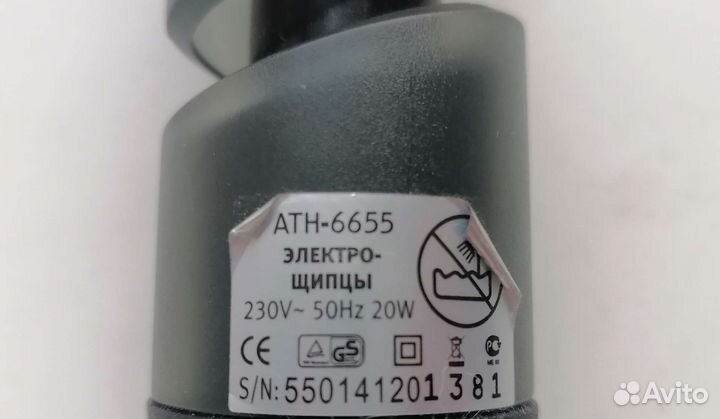 ATH-6655
ЭЛЕКТРО-
ЩИПЦЫ
230V~ 50Hz 20W
CE GS
S/N: 550141201381
Avito